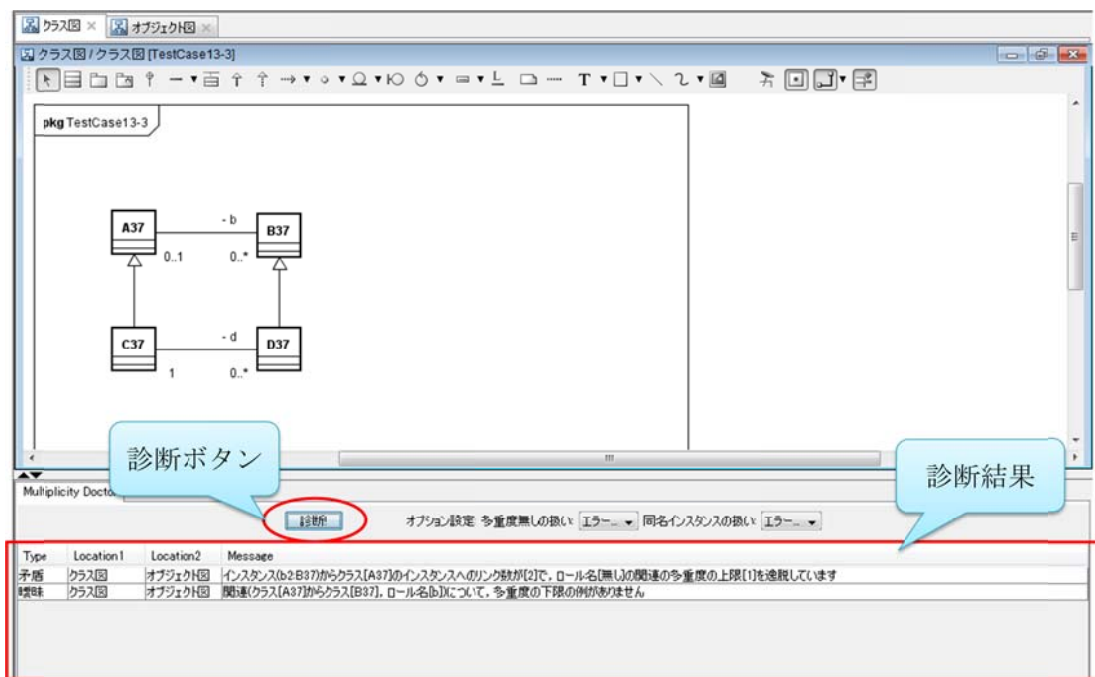 クラス図 オブジェクト図
クラス図 / クラス図 [TestCase13-3]
pkg TestCase13-3
A37
- b
B37
0..1
0..*
C37
- d
D37
1
0..*
診断ボタン
診断結果
Multiplicity Doctor
診断
オプション設定 多重度無しの扱い: エラー... 同名インスタンスの扱い: エラー...
Type Location1 Location2 Message
矛盾 クラス図 オブジェクト図 インスタンス(b2:B37)からクラス[A37]のインスタンスへのリンク数が[2]で，ロール名[無し]の関連の多重度の上限[1]を逸脱しています
曖昧 クラス図 オブジェクト図 関連(クラス[A37]からクラス[B37]，ロール名[b])について，多重度の下限の例がありません